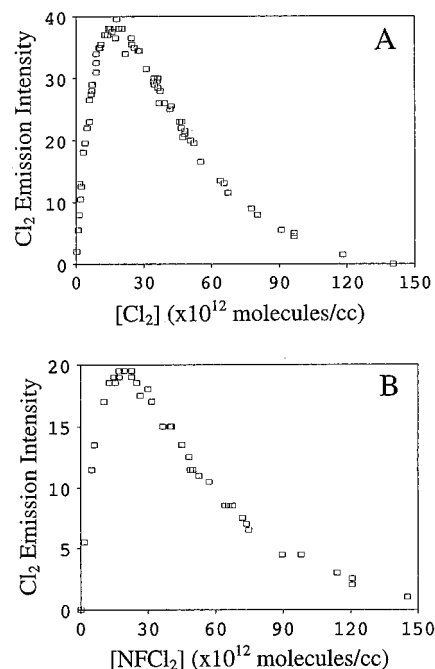 A
40
30
20
10
0
Cl2 Emission Intensity
0 30 60 90 120 150
[Cl2] (x10^12 molecules/cc)
B
20
15
10
5
0
Cl2 Emission Intensity
0 30 60 90 120 150
[NFCl2] (x10^12 molecules/cc)